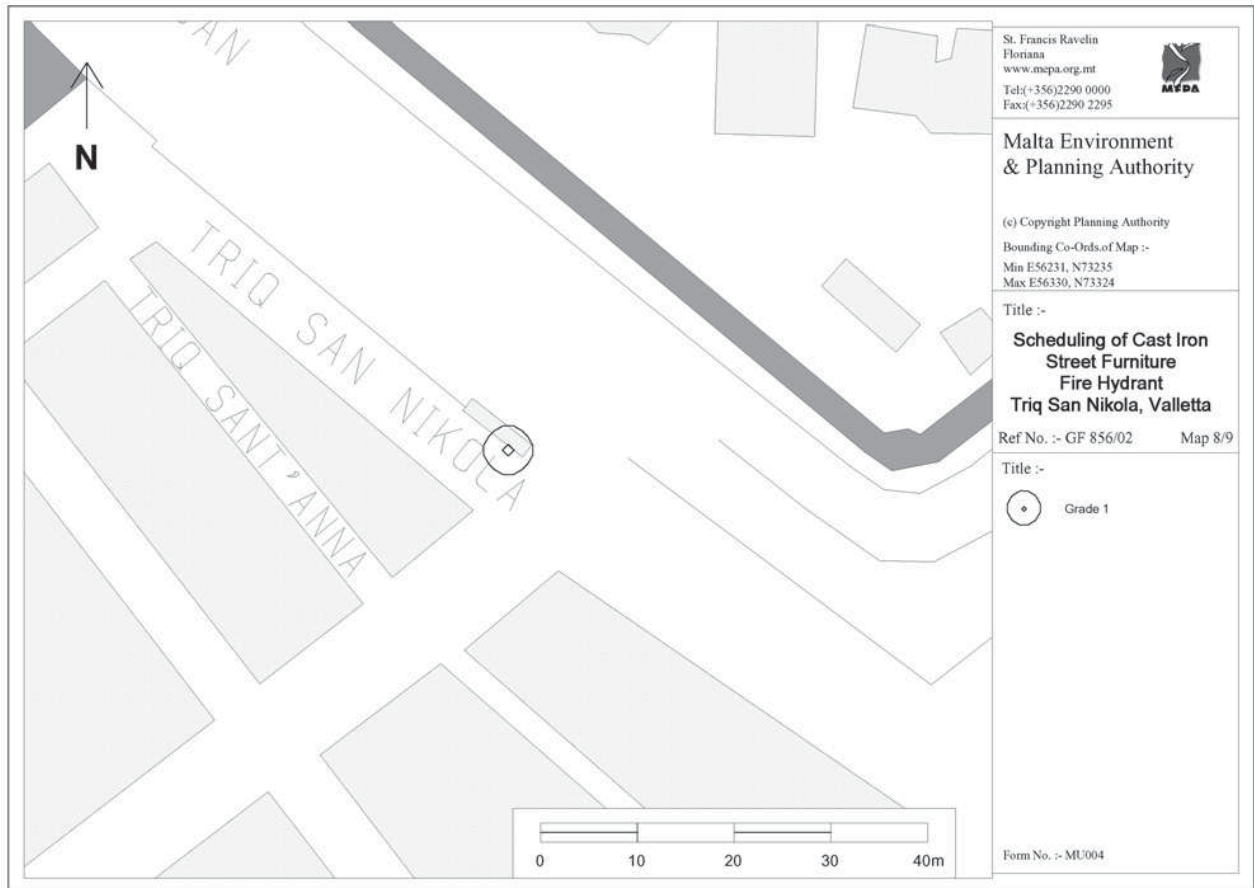 SAN
N
TRIQ SAN NIKOLA
TRIQ SANT'ANNA
0 10 20 30 40m
St. Francis Ravelin
Floriana
www.mepa.org.mt
Tel:(+356)2290 0000
Fax:(+356)2290 2295
MEPA
Malta Environment
& Planning Authority
(c) Copyright Planning Authority
Bounding Co-Ords.of Map :-
Min E56231, N73235
Max E56330, N73324
Title :-
Scheduling of Cast Iron
Street Furniture
Fire Hydrant
Triq San Nikola, Valletta
Ref No. :- GF 856/02 Map 8/9
Title :-
Grade 1
Form No. :- MU004